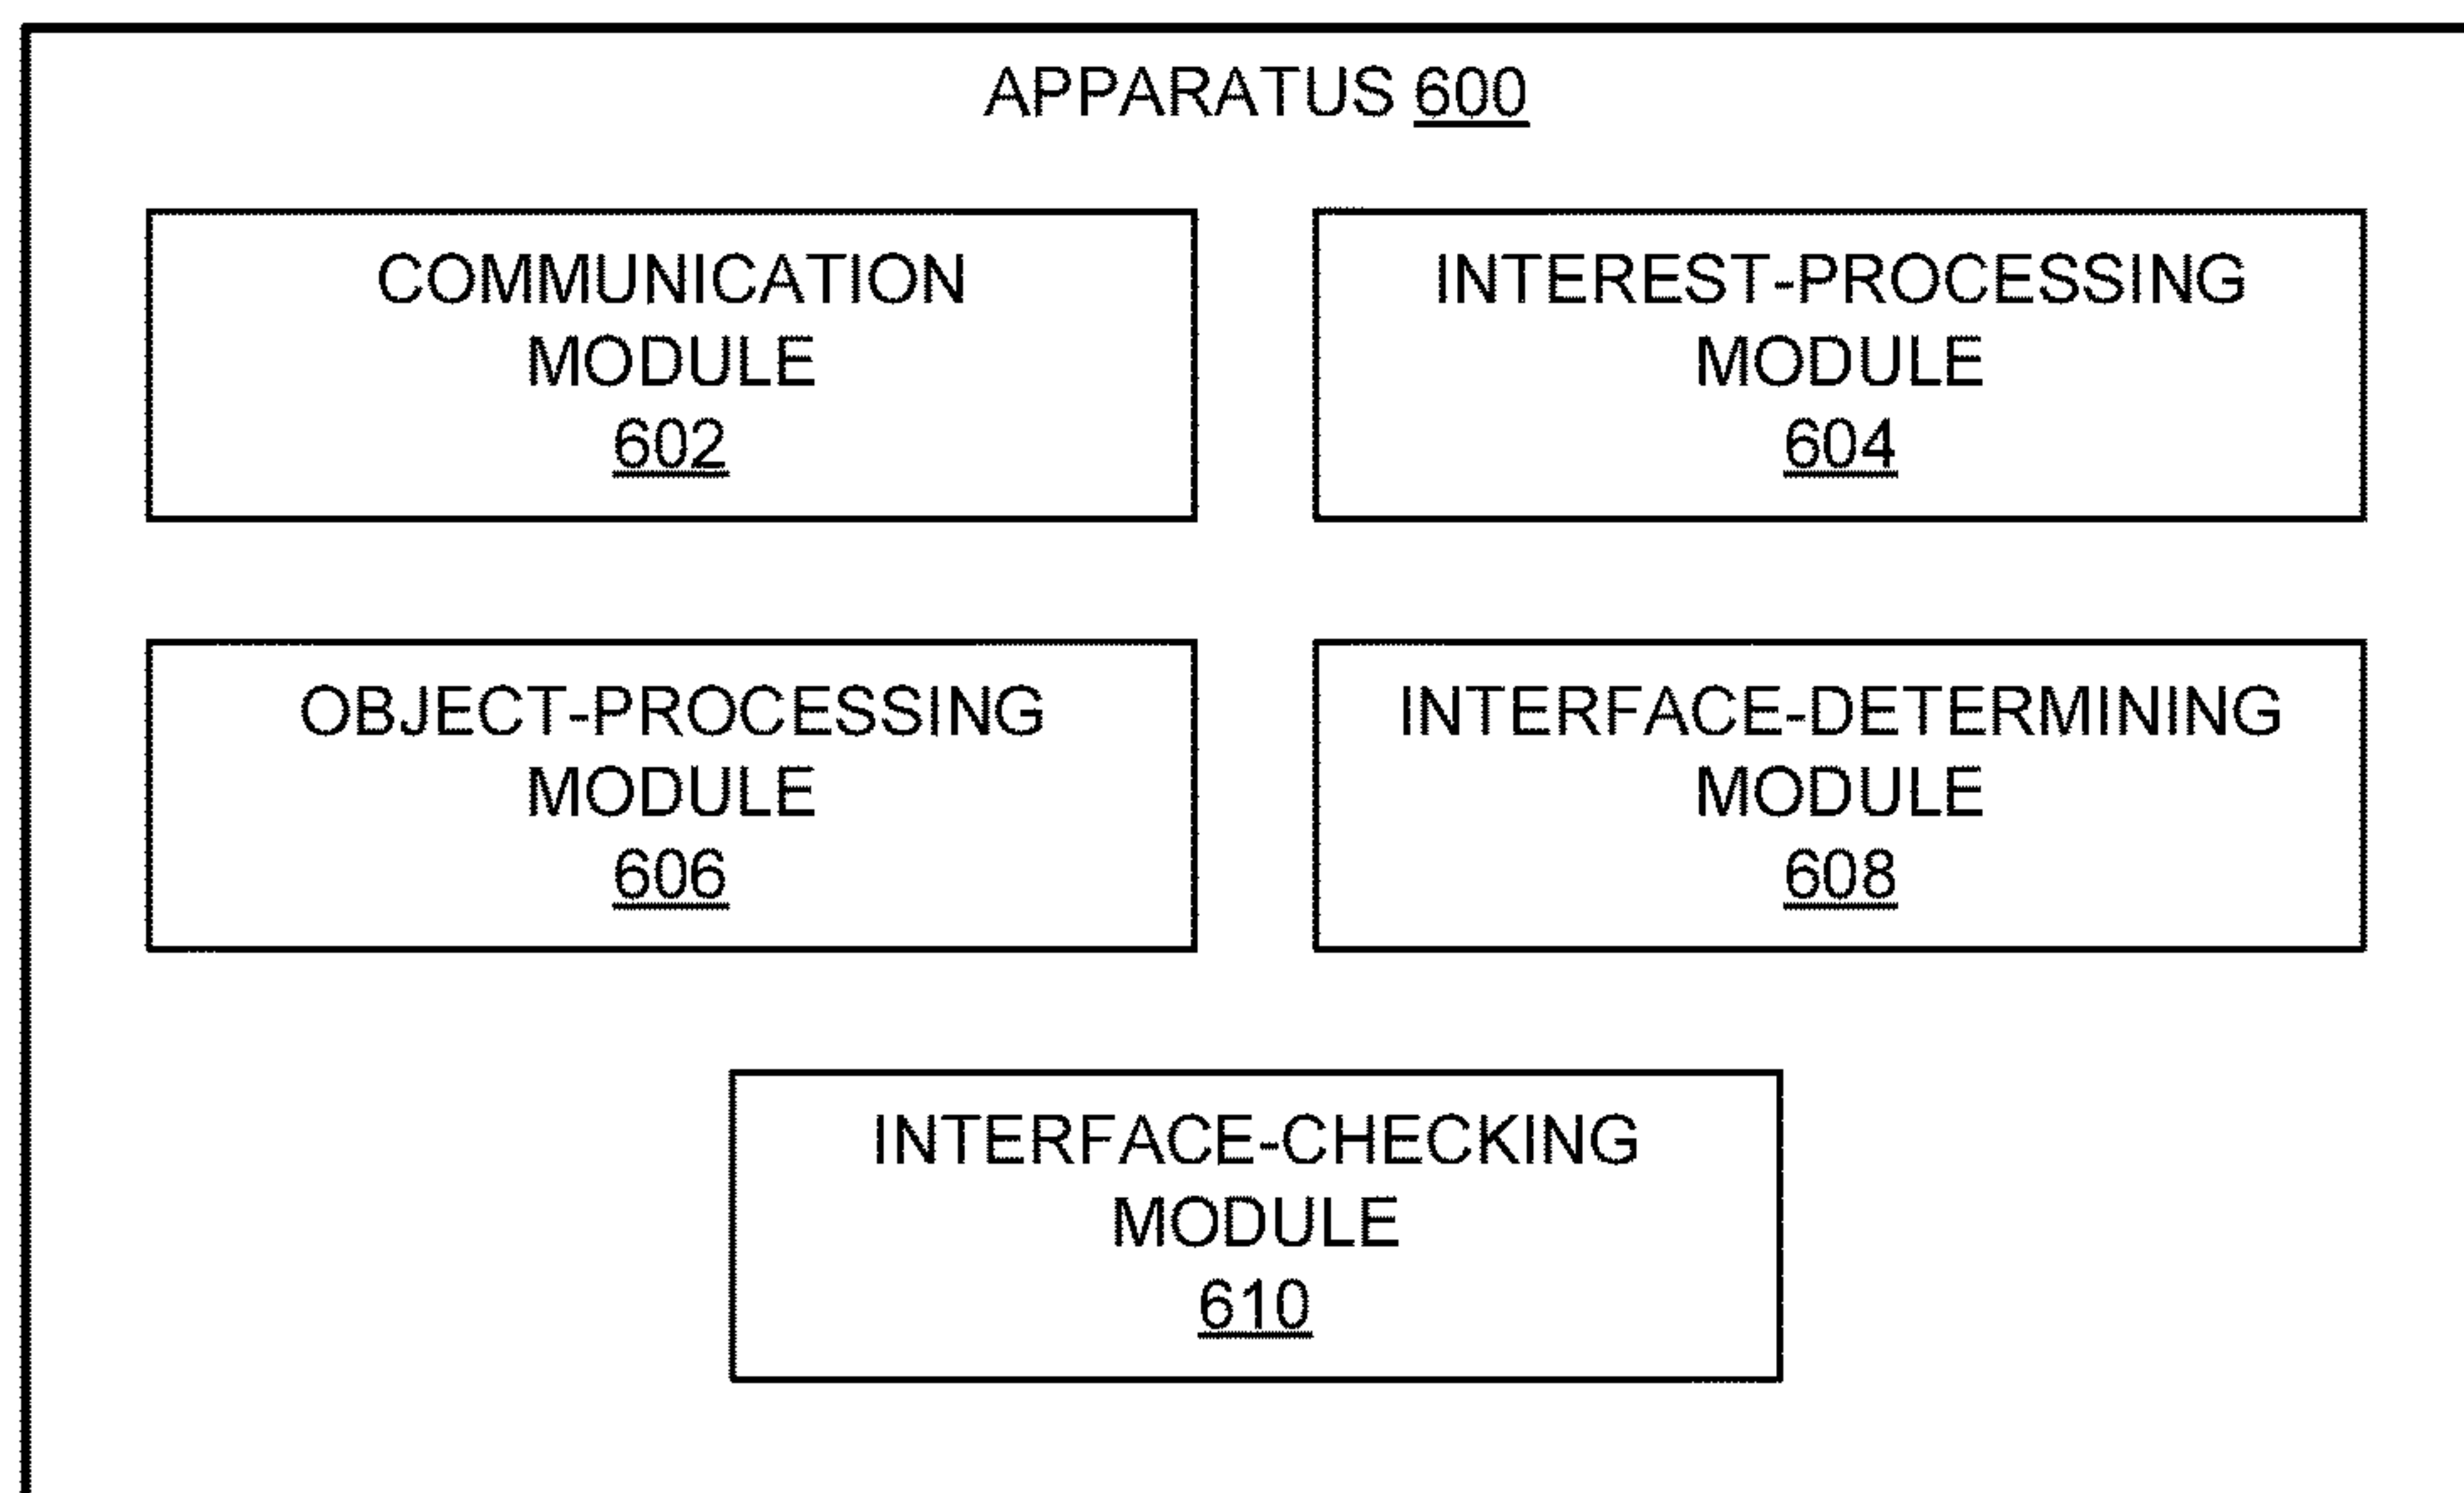 APPARATUS 600
COMMUNICATION
MODULE
602
INTEREST-PROCESSING
MODULE
604
OBJECT-PROCESSING
MODULE
606
INTERFACE-DETERMINING
MODULE
608
INTERFACE-CHECKING
MODULE
610